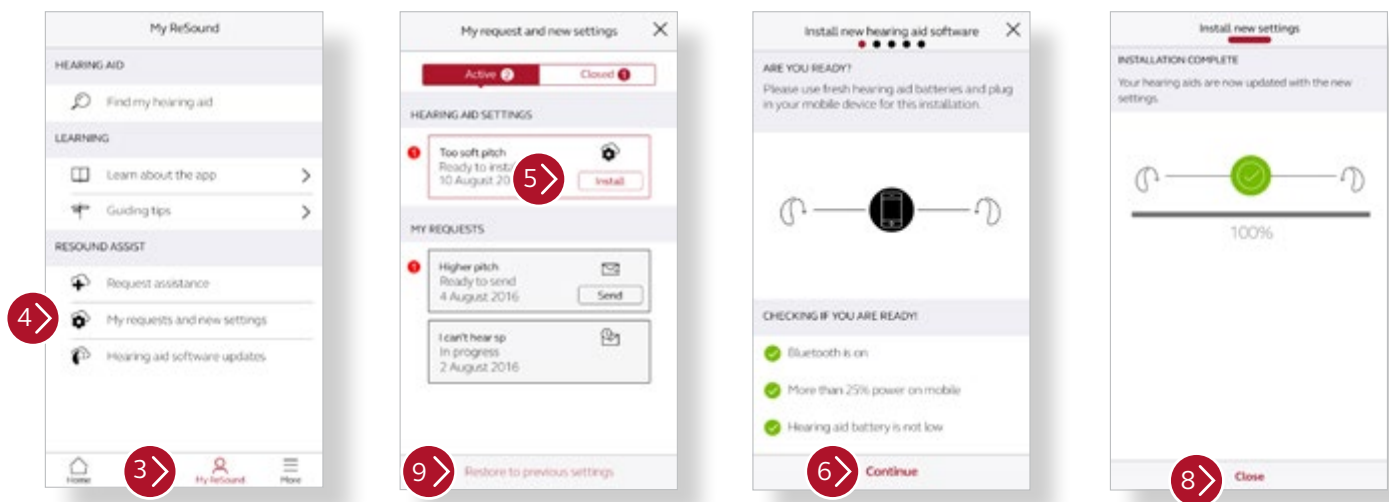 My ReSound
HEARING AID
Find my hearing aid
LEARNING
Learn about the app
Guiding tips
RESOUND ASSIST
Request assistance
4
My requests and new settings
Hearing aid software updates
3
Home
My ReSound
More
My request and new settings
Active 2
Closed 1
HEARING AID SETTINGS
1
Too soft pitch
Ready to
10 August 20
5
Install
MY REQUESTS
1
Higher pitch
Ready to send
4 August 2016
Send
I can't hear sp
In progress
2 August 2016
9
Restore to previous settings
Install new hearing aid software
ARE YOU READY?
Please use fresh hearing aid batteries and plug
in your mobile device for this installation.
CHECKING IF YOU ARE READY!
Bluetooth is on
More than 25% power on mobile
Hearing aid battery is not low
6
Continue
Install new settings
INSTALLATION COMPLETE
Your hearing aids are now updated with the new
settings.
100%
8
Close